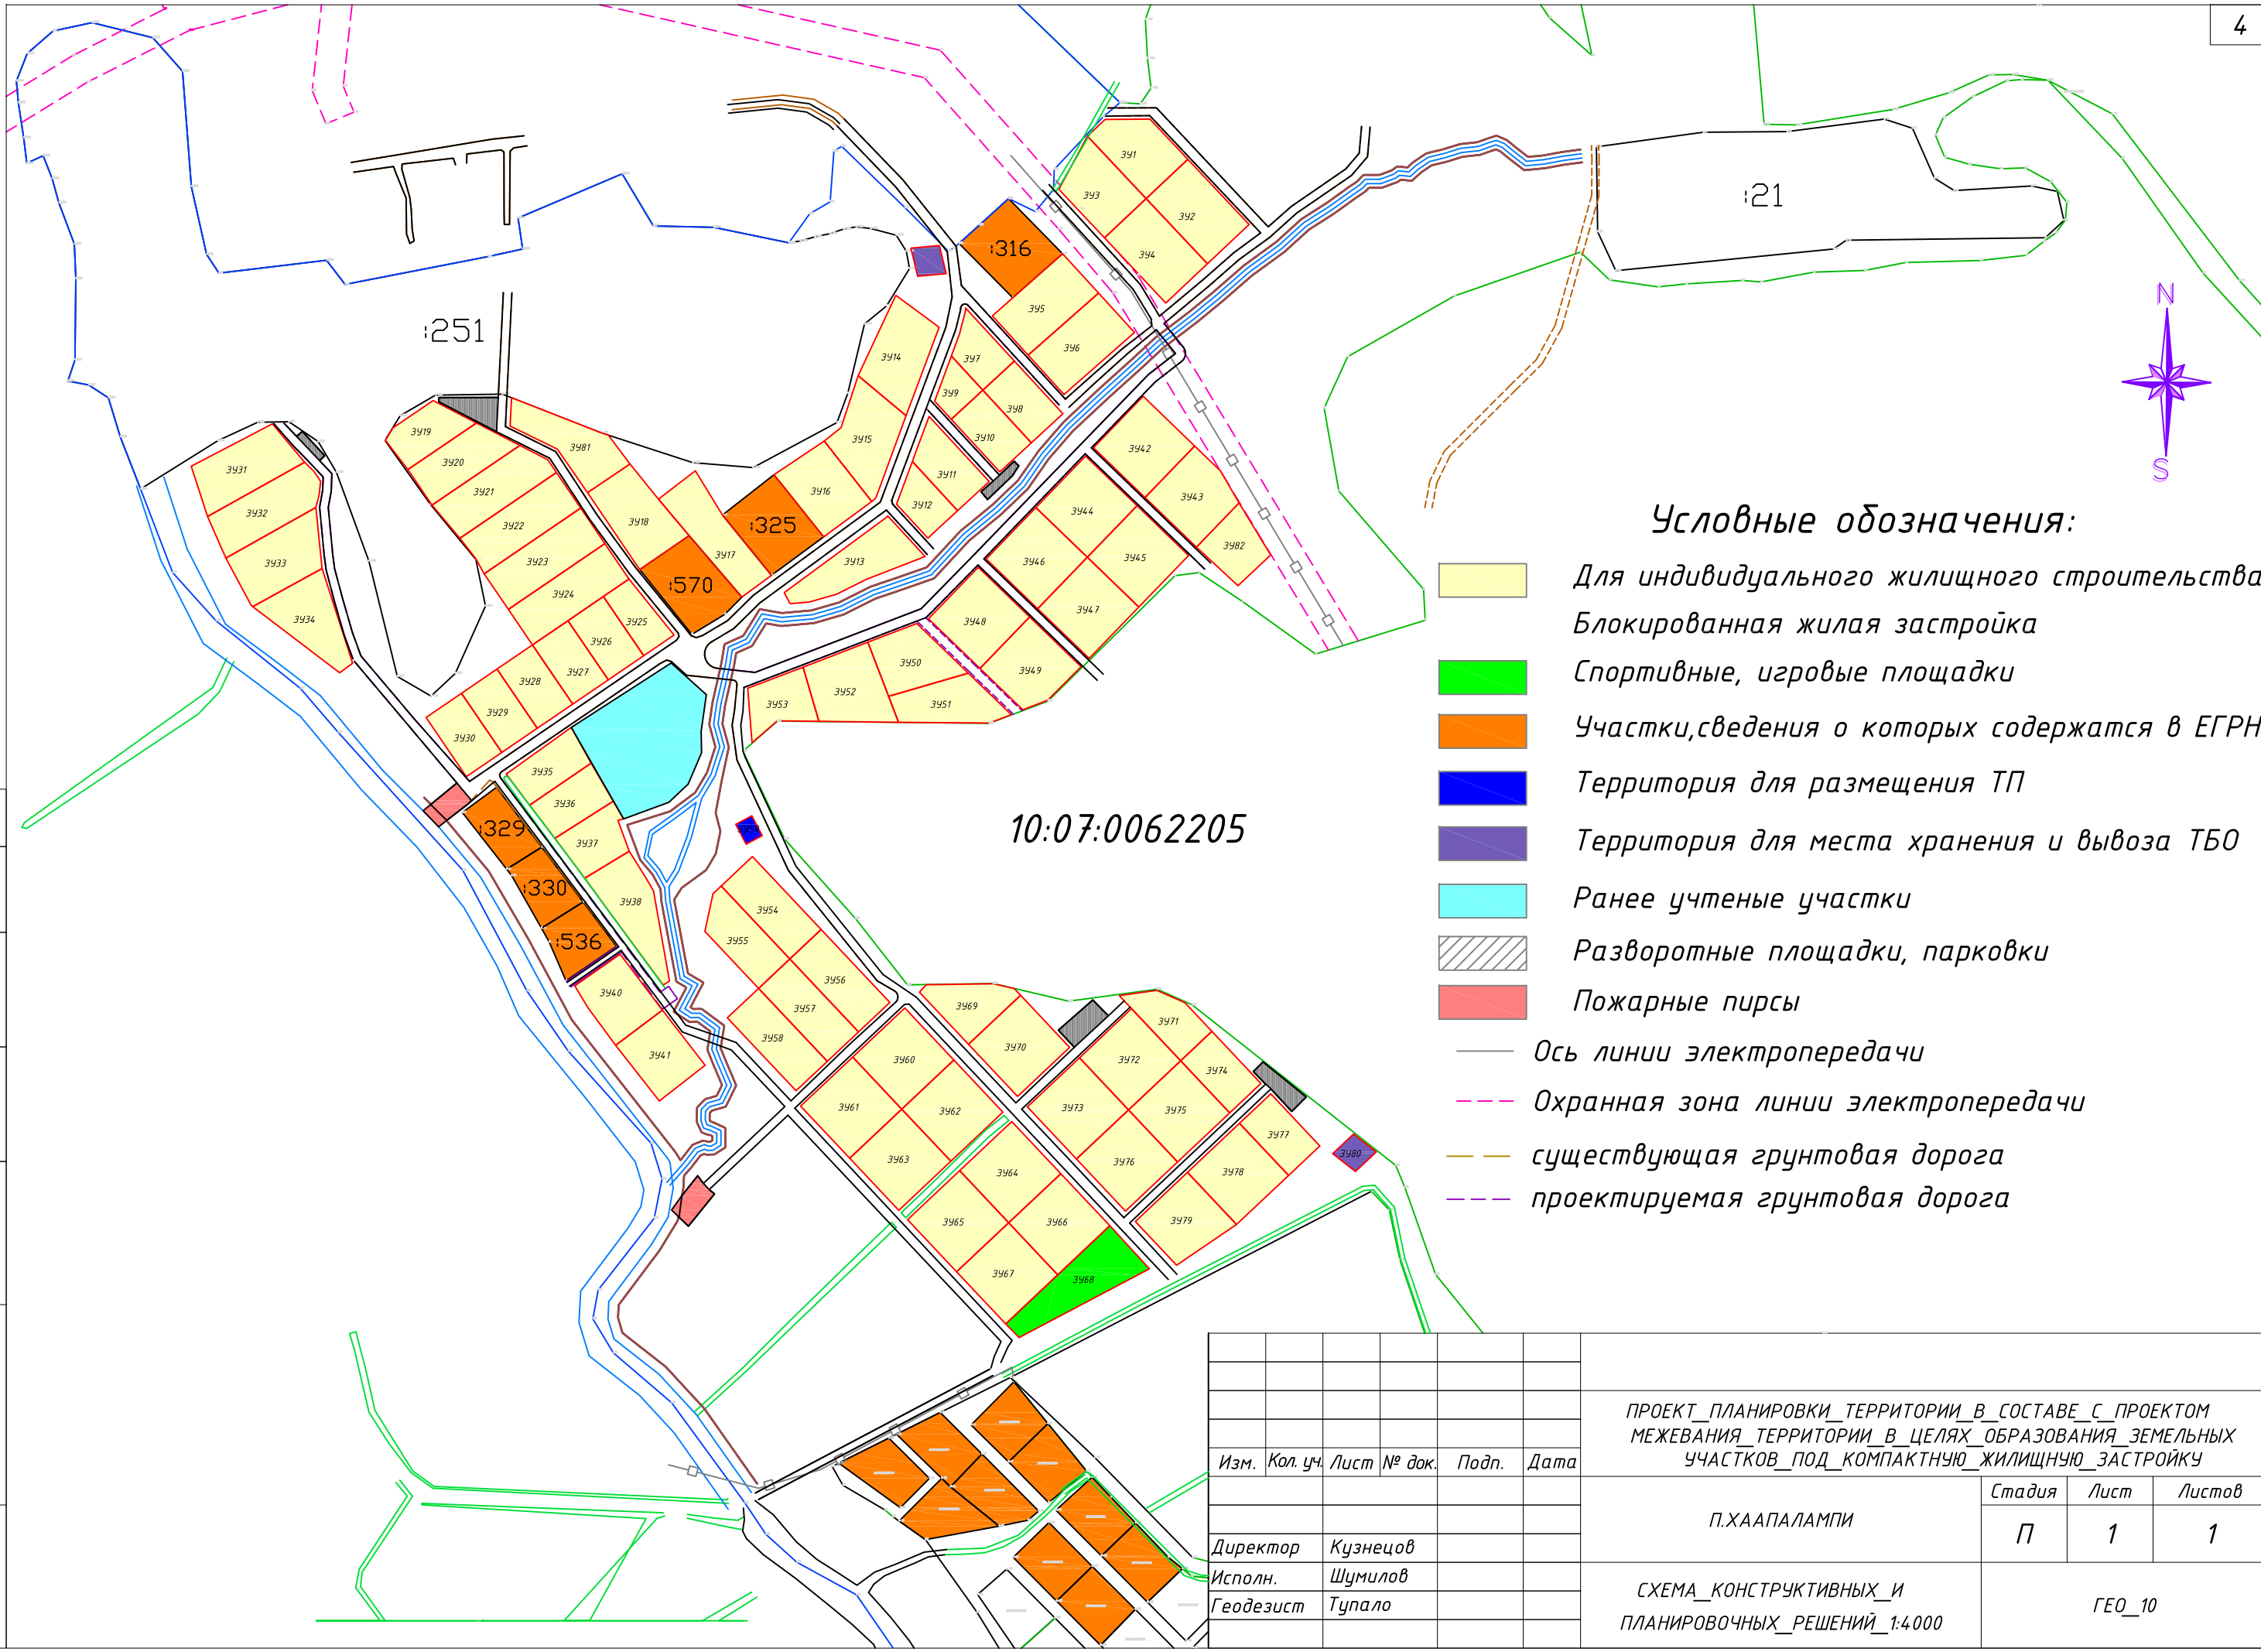 4
ЗУ1
ЗУ3
ЗУ2
ЗУ4
:21
:316
ЗУ5
ЗУ6
:251
N
S
ЗУ14
ЗУ7
ЗУ9
ЗУ8
ЗУ10
ЗУ15
ЗУ11
ЗУ12
ЗУ16
:325
ЗУ13
ЗУ19
ЗУ81
ЗУ20
ЗУ21
ЗУ18
ЗУ22
ЗУ17
ЗУ23
:570
ЗУ24
ЗУ25
ЗУ26
ЗУ27
ЗУ28
ЗУ29
ЗУ30
ЗУ31
ЗУ32
ЗУ33
ЗУ34
ЗУ42
ЗУ43
ЗУ44
ЗУ82
ЗУ45
ЗУ46
ЗУ47
ЗУ48
ЗУ49
ЗУ50
ЗУ51
ЗУ52
ЗУ53
ЗУ35
ЗУ36
ЗУ37
ЗУ38
:329
:330
:536
ЗУ40
ЗУ41
10:07:0062205
ЗУ54
ЗУ55
ЗУ56
ЗУ57
ЗУ58
ЗУ60
ЗУ61
ЗУ62
ЗУ63
ЗУ64
ЗУ65
ЗУ66
ЗУ67
ЗУ68
ЗУ69
ЗУ70
ЗУ71
ЗУ72
ЗУ74
ЗУ73
ЗУ75
ЗУ76
ЗУ77
ЗУ78
ЗУ79
ЗУ80
Условные обозначения:
Для индивидуального жилищного строительства
Блокированная жилая застройка
Спортивные, игровые площадки
Участки,сведения о которых содержатся в ЕГРН
Территория для размещения ТП
Территория для места хранения и вывоза ТБО
Ранее учтеные участки
Разворотные площадки, парковки
Пожарные пирсы
Ось линии электропередачи
Охранная зона линии электропередачи
существующая грунтовая дорога
проектируемая грунтовая дорога
Изм. Кол. уч. Лист № док. Подп. Дата
Директор Кузнецов
Исполн. Шумилов
Геодезист Тупало
ПРОЕКТ_ПЛАНИРОВКИ_ТЕРРИТОРИИ_В_СОСТАВЕ_С_ПРОЕКТОМ
МЕЖЕВАНИЯ_ТЕРРИТОРИИ_В_ЦЕЛЯХ_ОБРАЗОВАНИЯ_ЗЕМЕЛЬНЫХ
УЧАСТКОВ_ПОД_КОМПАКТНУЮ_ЖИЛИЩНУЮ_ЗАСТРОЙКУ
П.ХААПАЛАМПИ
Стадия Лист Листов
П 1 1
СХЕМА_КОНСТРУКТИВНЫХ_И
ПЛАНИРОВОЧНЫХ_РЕШЕНИЙ_1:4000
ГЕО_10